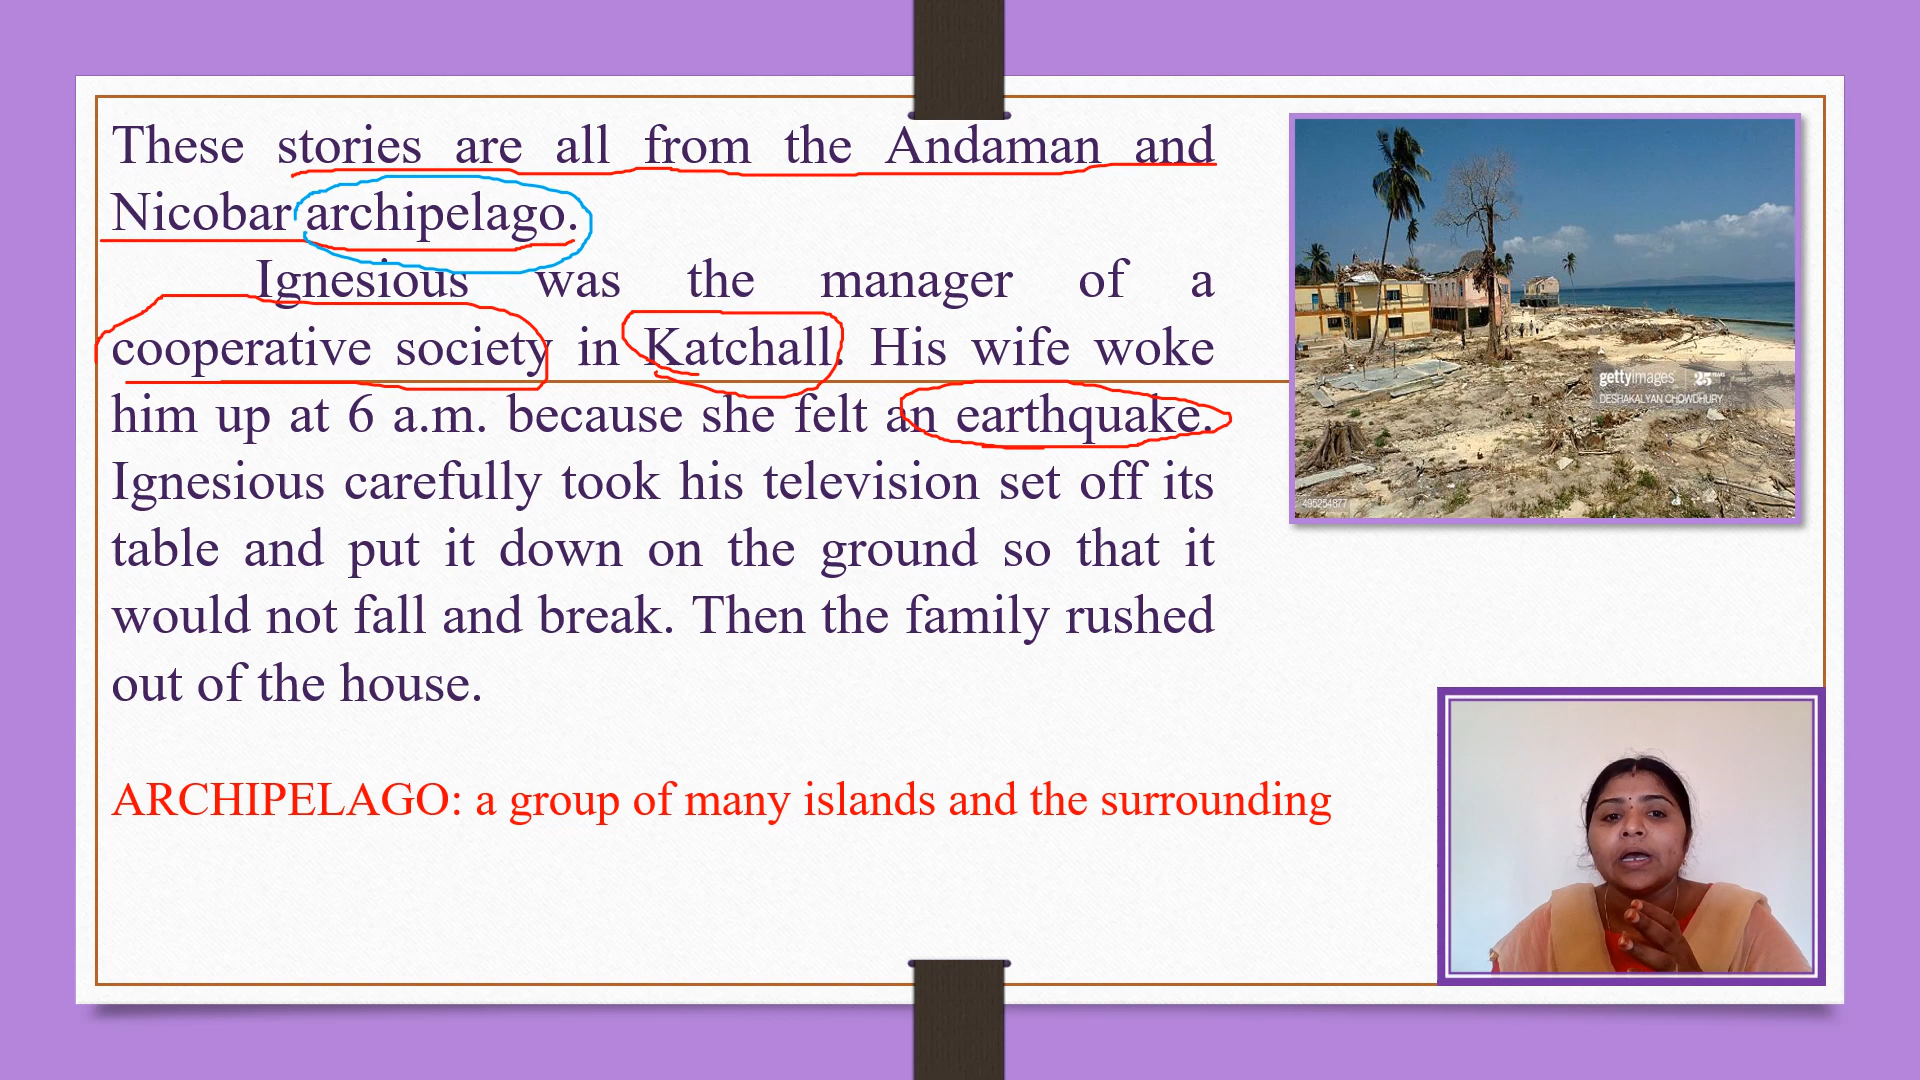 These stories are all from the Andaman and
Nicobar archipelago.
Ignesious was the manager of a
cooperative society in Katchall. His wife woke
him up at 6 a.m. because she felt an earthquake.
Ignesious carefully took his television set off its
table and put it down on the ground so that it
would not fall and break. Then the family rushed
out of the house.
ARCHIPELAGO: a group of many islands and the surrounding
gettyimages
DESHAKALYAN CHOWDHURY
495254877